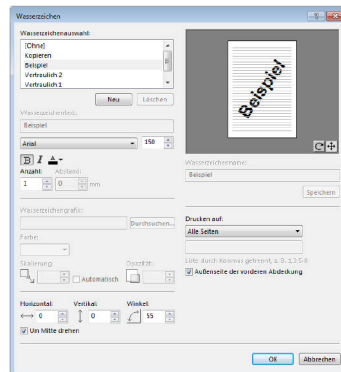 Wasserzeichen
Wasserzeichenauswahl:
[Ohne]
Kopieren
Beispiel
Vertraulich 2
Vertraulich 1
Neu
Löschen
Wasserzeichentext:
Beispiel
Arial
150
B I A
Anzahl:
Abstand:
1
0
mm
Wasserzeichengrafik:
Durchsuchen...
Farbe:
Skalierung:
Deckkraft:
Automatisch
Horizontal:
Vertikal:
Winkel:
0
0
55
Um Mitte drehen
Beispiel
Wasserzeichenname:
Beispiel
Speichern
Drucken auf:
Alle Seiten
Liste durch Kommas getrennt, z. B. 1,3,5-8
Außenseite der vorderen Abdeckung
OK
Abbrechen